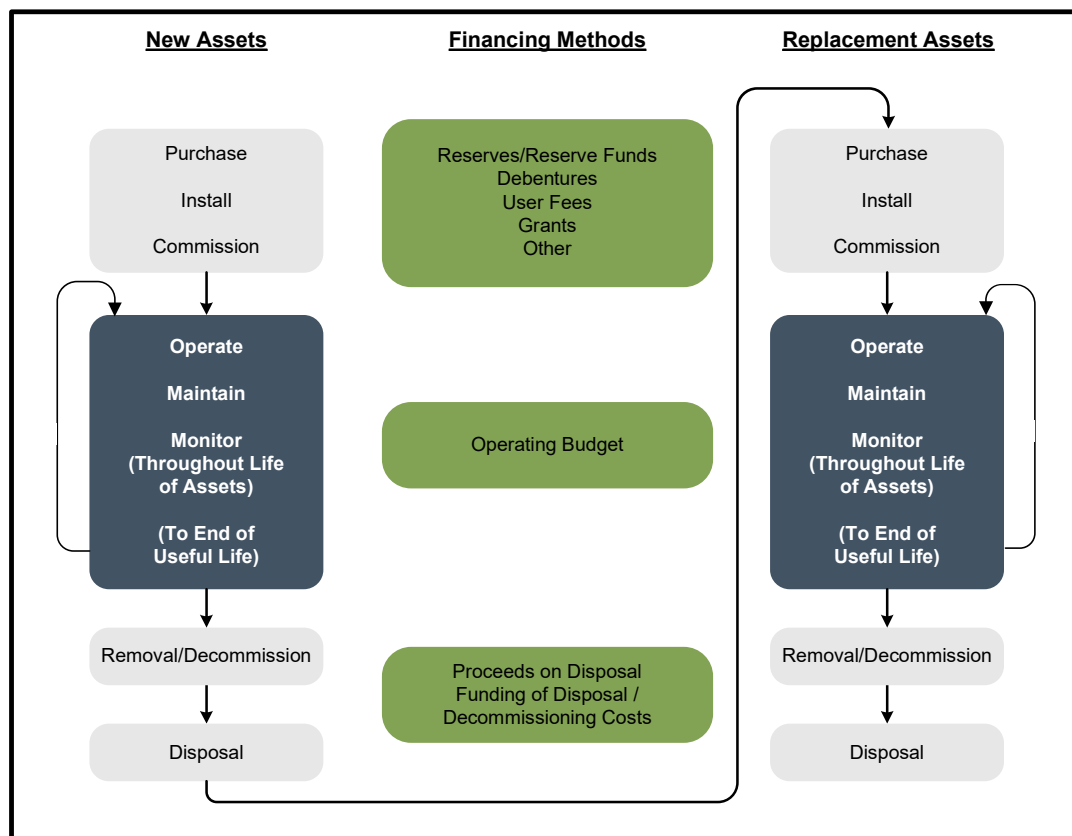 New Assets
Financing Methods
Replacement Assets
Purchase
Install
Commission
Operate
Maintain
Monitor
(Throughout Life
of Assets)
(To End of
Useful Life)
Removal/Decommission
Disposal
Reserves/Reserve Funds
Debentures
User Fees
Grants
Other
Operating Budget
Proceeds on Disposal
Funding of Disposal /
Decommissioning Costs
Purchase
Install
Commission
Operate
Maintain
Monitor
(Throughout Life
of Assets)
(To End of
Useful Life)
Removal/Decommission
Disposal